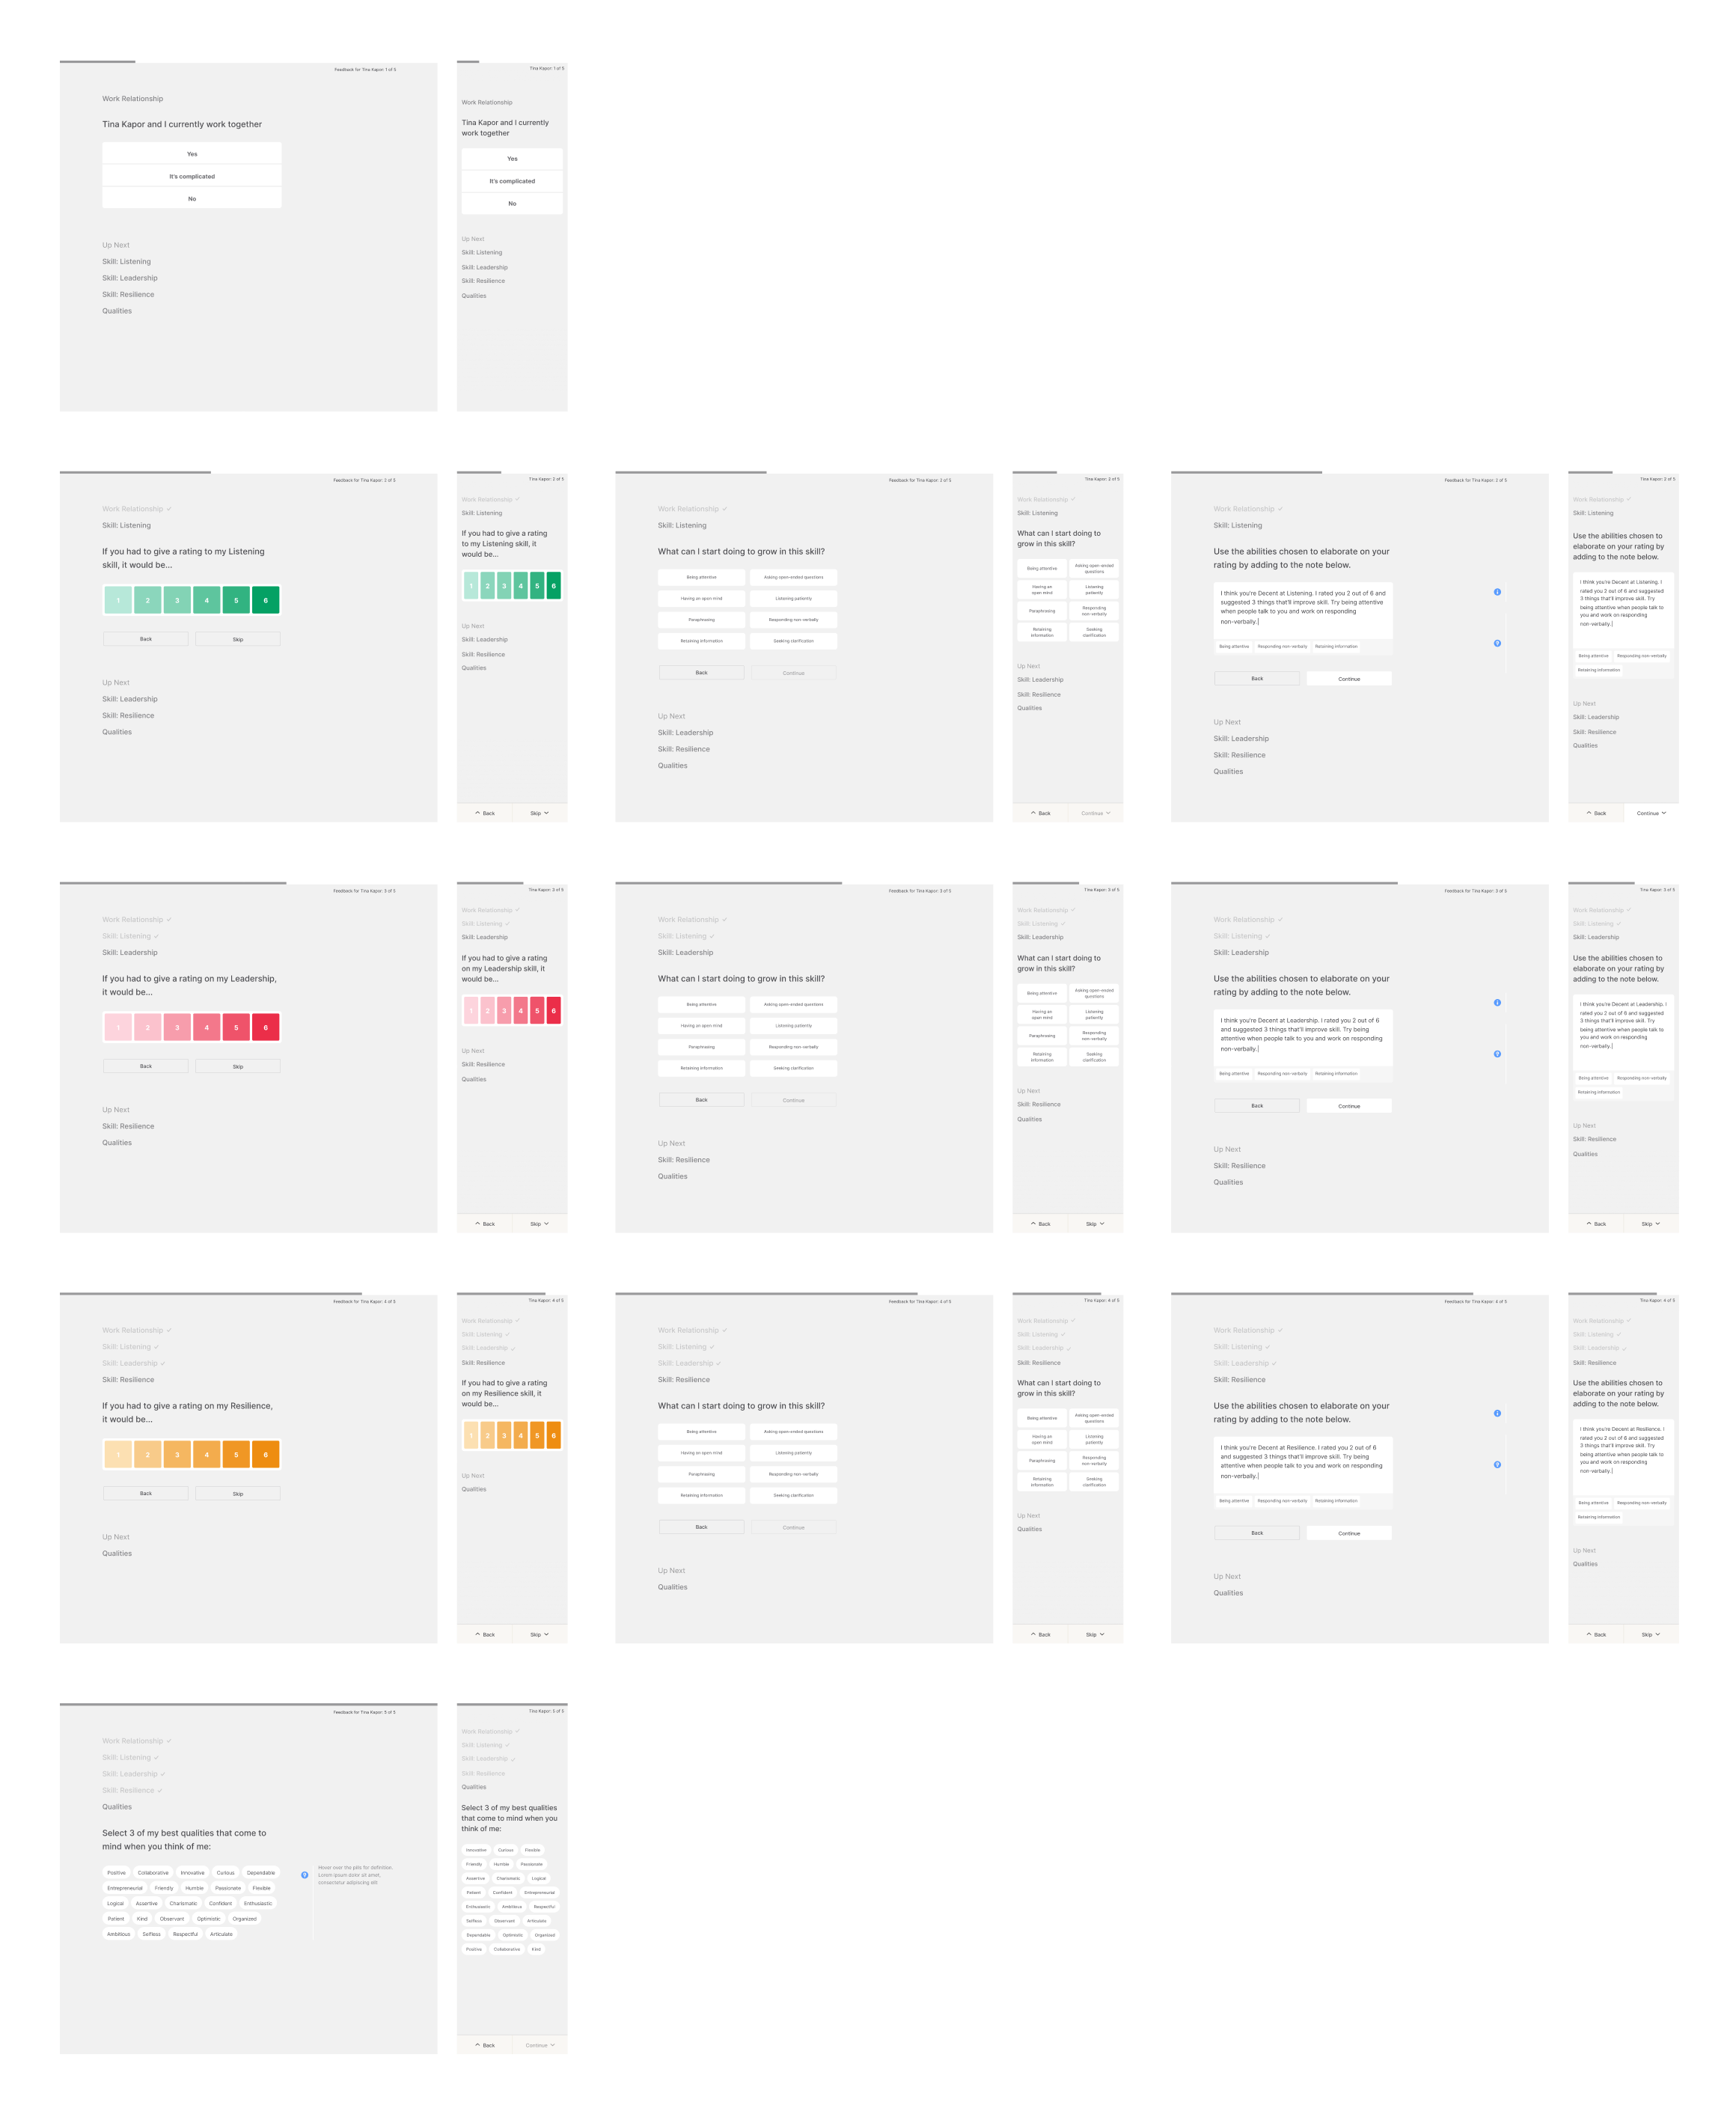 Feedback for Tina Kapor: 1 of 5
Work Relationship
Tina Kapor and I currently work together
Yes
It's complicated
No
Up Next
Skill: Listening
Skill: Leadership
Skill: Resilience
Qualities
Tina Kapor: 1 of 5
Work Relationship
Tina Kapor and I currently
work together
Yes
It's complicated
No
Up Next
Skill: Listening
Skill: Leadership
Skill: Resilience
Qualities
Feedback for Tina Kapor: 2 of 5
Work Relationship
Skill: Listening
If you had to give a rating to my Listening
skill, it would be...
1 2 3 4 5 6
Back Skip
Up Next
Skill: Leadership
Skill: Resilience
Qualities
Tina Kapor: 2 of 5
Work Relationship
Skill: Listening
If you had to give a rating
to my Listening skill, it
would be...
1 2 3 4 5 6
Up Next
Skill: Leadership
Skill: Resilience
Qualities
Back Skip
Feedback for Tina Kapor: 2 of 5
Work Relationship
Skill: Listening
What can I start doing to grow in this skill?
Being attentive Asking open-ended questions
Having an open mind Listening patiently
Paraphrasing Responding non-verbally
Retaining information Seeking clarification
Back Continue
Up Next
Skill: Leadership
Skill: Resilience
Qualities
Tina Kapor: 2 of 5
Work Relationship
Skill: Listening
What can I start doing to
grow in this skill?
Being attentive
Asking open-ended
questions
Having an
open mind
Listening
patiently
Paraphrasing
Responding
non-verbally
Retaining
information
Seeking
clarification
Up Next
Skill: Leadership
Skill: Resilience
Qualities
Back Continue
Feedback for Tina Kapor: 2 of 5
Work Relationship
Skill: Listening
Use the abilities chosen to elaborate on your
rating by adding to the note below.
I think you're Decent at Listening. I rated you 2 out of 6 and
suggested 3 things that'll improve skill. Try being attentive
when people talk to you and work on responding
non-verbally.
Being attentive Responding non-verbally Retaining information
Back Continue
Up Next
Skill: Leadership
Skill: Resilience
Qualities
Tina Kapor: 2 of 5
Work Relationship
Skill: Listening
Use the abilities chosen to
elaborate on your rating by
adding to the note below.
I think you're Decent at Listening. I
rated you 2 out of 6 and suggested
3 things that'll improve skill. Try
being attentive when people talk to
you and work on responding
non-verbally.
Being attentive Responding non-verbally
Retaining information
Up Next
Skill: Leadership
Skill: Resilience
Qualities
Back Continue
Feedback for Tina Kapor: 3 of 5
Work Relationship
Skill: Listening
Skill: Leadership
If you had to give a rating on my Leadership,
it would be...
1 2 3 4 5 6
Back Skip
Up Next
Skill: Resilience
Qualities
Tina Kapor: 3 of 5
Work Relationship
Skill: Listening
Skill: Leadership
If you had to give a rating
on my Leadership skill, it
would be...
1 2 3 4 5 6
Up Next
Skill: Resilience
Qualities
Back Skip
Feedback for Tina Kapor: 3 of 5
Work Relationship
Skill: Listening
Skill: Leadership
What can I start doing to grow in this skill?
Being attentive Asking open-ended questions
Having an open mind Listening patiently
Paraphrasing Responding non-verbally
Retaining information Seeking clarification
Back Continue
Up Next
Skill: Resilience
Qualities
Tina Kapor: 3 of 5
Work Relationship
Skill: Listening
Skill: Leadership
What can I start doing to
grow in this skill?
Being attentive
Asking open-ended
questions
Having an
open mind
Listening
patiently
Paraphrasing
Responding
non-verbally
Retaining
information
Seeking
clarification
Up Next
Skill: Resilience
Qualities
Back Skip
Feedback for Tina Kapor: 3 of 5
Work Relationship
Skill: Listening
Skill: Leadership
Use the abilities chosen to elaborate on your
rating by adding to the note below.
I think you're Decent at Leadership. I rated you 2 out of 6
and suggested 3 things that'll improve skill. Try being
attentive when people talk to you and work on responding
non-verbally.
Being attentive Responding non-verbally Retaining information
Back Continue
Up Next
Skill: Resilience
Qualities
Tina Kapor: 3 of 5
Work Relationship
Skill: Listening
Skill: Leadership
Use the abilities chosen to
elaborate on your rating by
adding to the note below.
I think you're Decent at Leadership. I
rated you 2 out of 6 and suggested
3 things that'll improve skill. Try
being attentive when people talk to
you and work on responding
non-verbally.
Being attentive Responding non-verbally
Retaining information
Up Next
Skill: Resilience
Qualities
Back Skip
Feedback for Tina Kapor: 4 of 5
Work Relationship
Skill: Listening
Skill: Leadership
Skill: Resilience
If you had to give a rating on my Resilience,
it would be...
1 2 3 4 5 6
Back Skip
Up Next
Qualities
Tina Kapor: 4 of 5
Work Relationship
Skill: Listening
Skill: Leadership
Skill: Resilience
If you had to give a rating
on my Resilience skill, it
would be...
1 2 3 4 5 6
Up Next
Qualities
Back Skip
Feedback for Tina Kapor: 4 of 5
Work Relationship
Skill: Listening
Skill: Leadership
Skill: Resilience
What can I start doing to grow in this skill?
Being attentive Asking open-ended questions
Having an open mind Listening patiently
Paraphrasing Responding non-verbally
Retaining information Seeking clarification
Back Continue
Up Next
Qualities
Tina Kapor: 4 of 5
Work Relationship
Skill: Listening
Skill: Leadership
Skill: Resilience
What can I start doing to
grow in this skill?
Being attentive
Asking open-ended
questions
Having an
open mind
Listening
patiently
Paraphrasing
Responding
non-verbally
Retaining
information
Seeking
clarification
Up Next
Qualities
Back Skip
Feedback for Tina Kapor: 4 of 5
Work Relationship
Skill: Listening
Skill: Leadership
Skill: Resilience
Use the abilities chosen to elaborate on your
rating by adding to the note below.
I think you're Decent at Resilience. I rated you 2 out of 6
and suggested 3 things that'll improve skill. Try being
attentive when people talk to you and work on responding
non-verbally.
Being attentive Responding non-verbally Retaining information
Back Continue
Up Next
Qualities
Tina Kapor: 4 of 5
Work Relationship
Skill: Listening
Skill: Leadership
Skill: Resilience
Use the abilities chosen to
elaborate on your rating by
adding to the note below.
I think you're Decent at Resilience. I
rated you 2 out of 6 and suggested
3 things that'll improve skill. Try
being attentive when people talk to
you and work on responding
non-verbally.
Being attentive Responding non-verbally
Retaining information
Up Next
Qualities
Back Skip
Feedback for Tina Kapor: 5 of 5
Work Relationship
Skill: Listening
Skill: Leadership
Skill: Resilience
Qualities
Select 3 of my best qualities that come to
mind when you think of me:
Positive Collaborative Innovative Curious Dependable
Entrepreneurial Friendly Humble Passionate Flexible
Logical Assertive Charismatic Confident Enthusiastic
Patient Kind Observant Optimistic Organized
Ambitious Selfless Respectful Articulate
Hover over the pills for definition.
Lorem ipsum dolor sit amet,
consectetur adipiscing elit
Tina Kapor: 5 of 5
Work Relationship
Skill: Listening
Skill: Leadership
Skill: Resilience
Qualities
Select 3 of my best qualities
that come to mind when you
think of me:
Innovative Curious Flexible
Friendly Humble Passionate
Assertive Charismatic Logical
Patient Confident Entrepreneurial
Enthusiastic Ambitious Respectful
Selfless Observant Articulate
Dependable Optimistic Organized
Positive Collaborative Kind
Back Continue